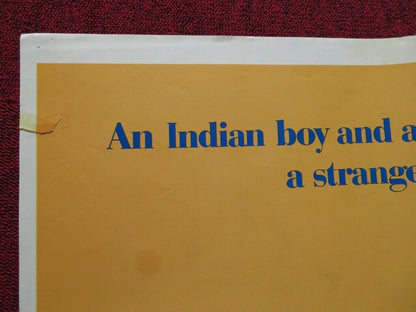 An Indian boy and a
a strange